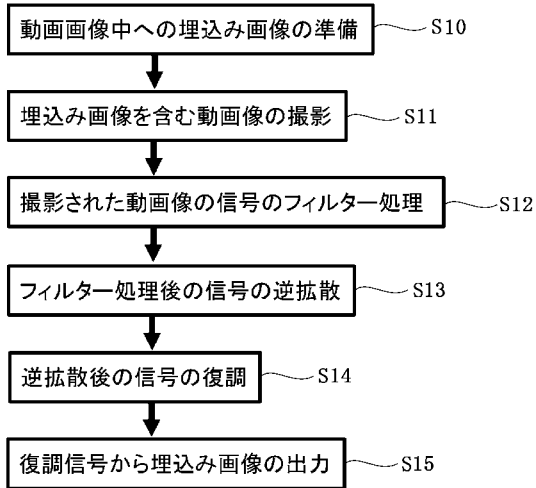 動画画像中への埋込み画像の準備 S10
埋込み画像を含む動画像の撮影 S11
撮影された動画像の信号のフィルター処理 S12
フィルター処理後の信号の逆拡散 S13
逆拡散後の信号の復調 S14
復調信号から埋込み画像の出力 S15